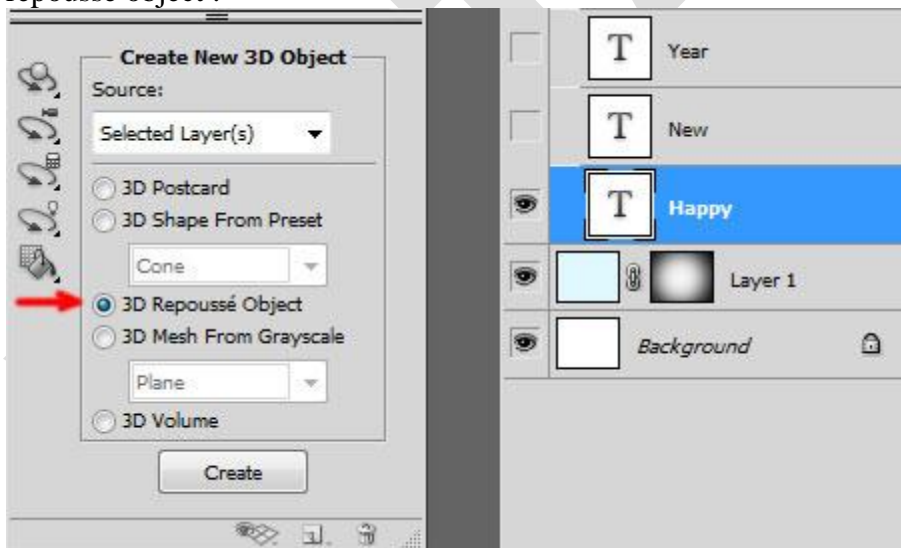 repoussé object .
Create New 3D Object
Source:
Selected Layer(s)
3D Postcard
3D Shape From Preset
Cone
3D Repoussé Object
3D Mesh From Grayscale
Plane
3D Volume
Create
T Year
T New
T Happy
Layer 1
Background